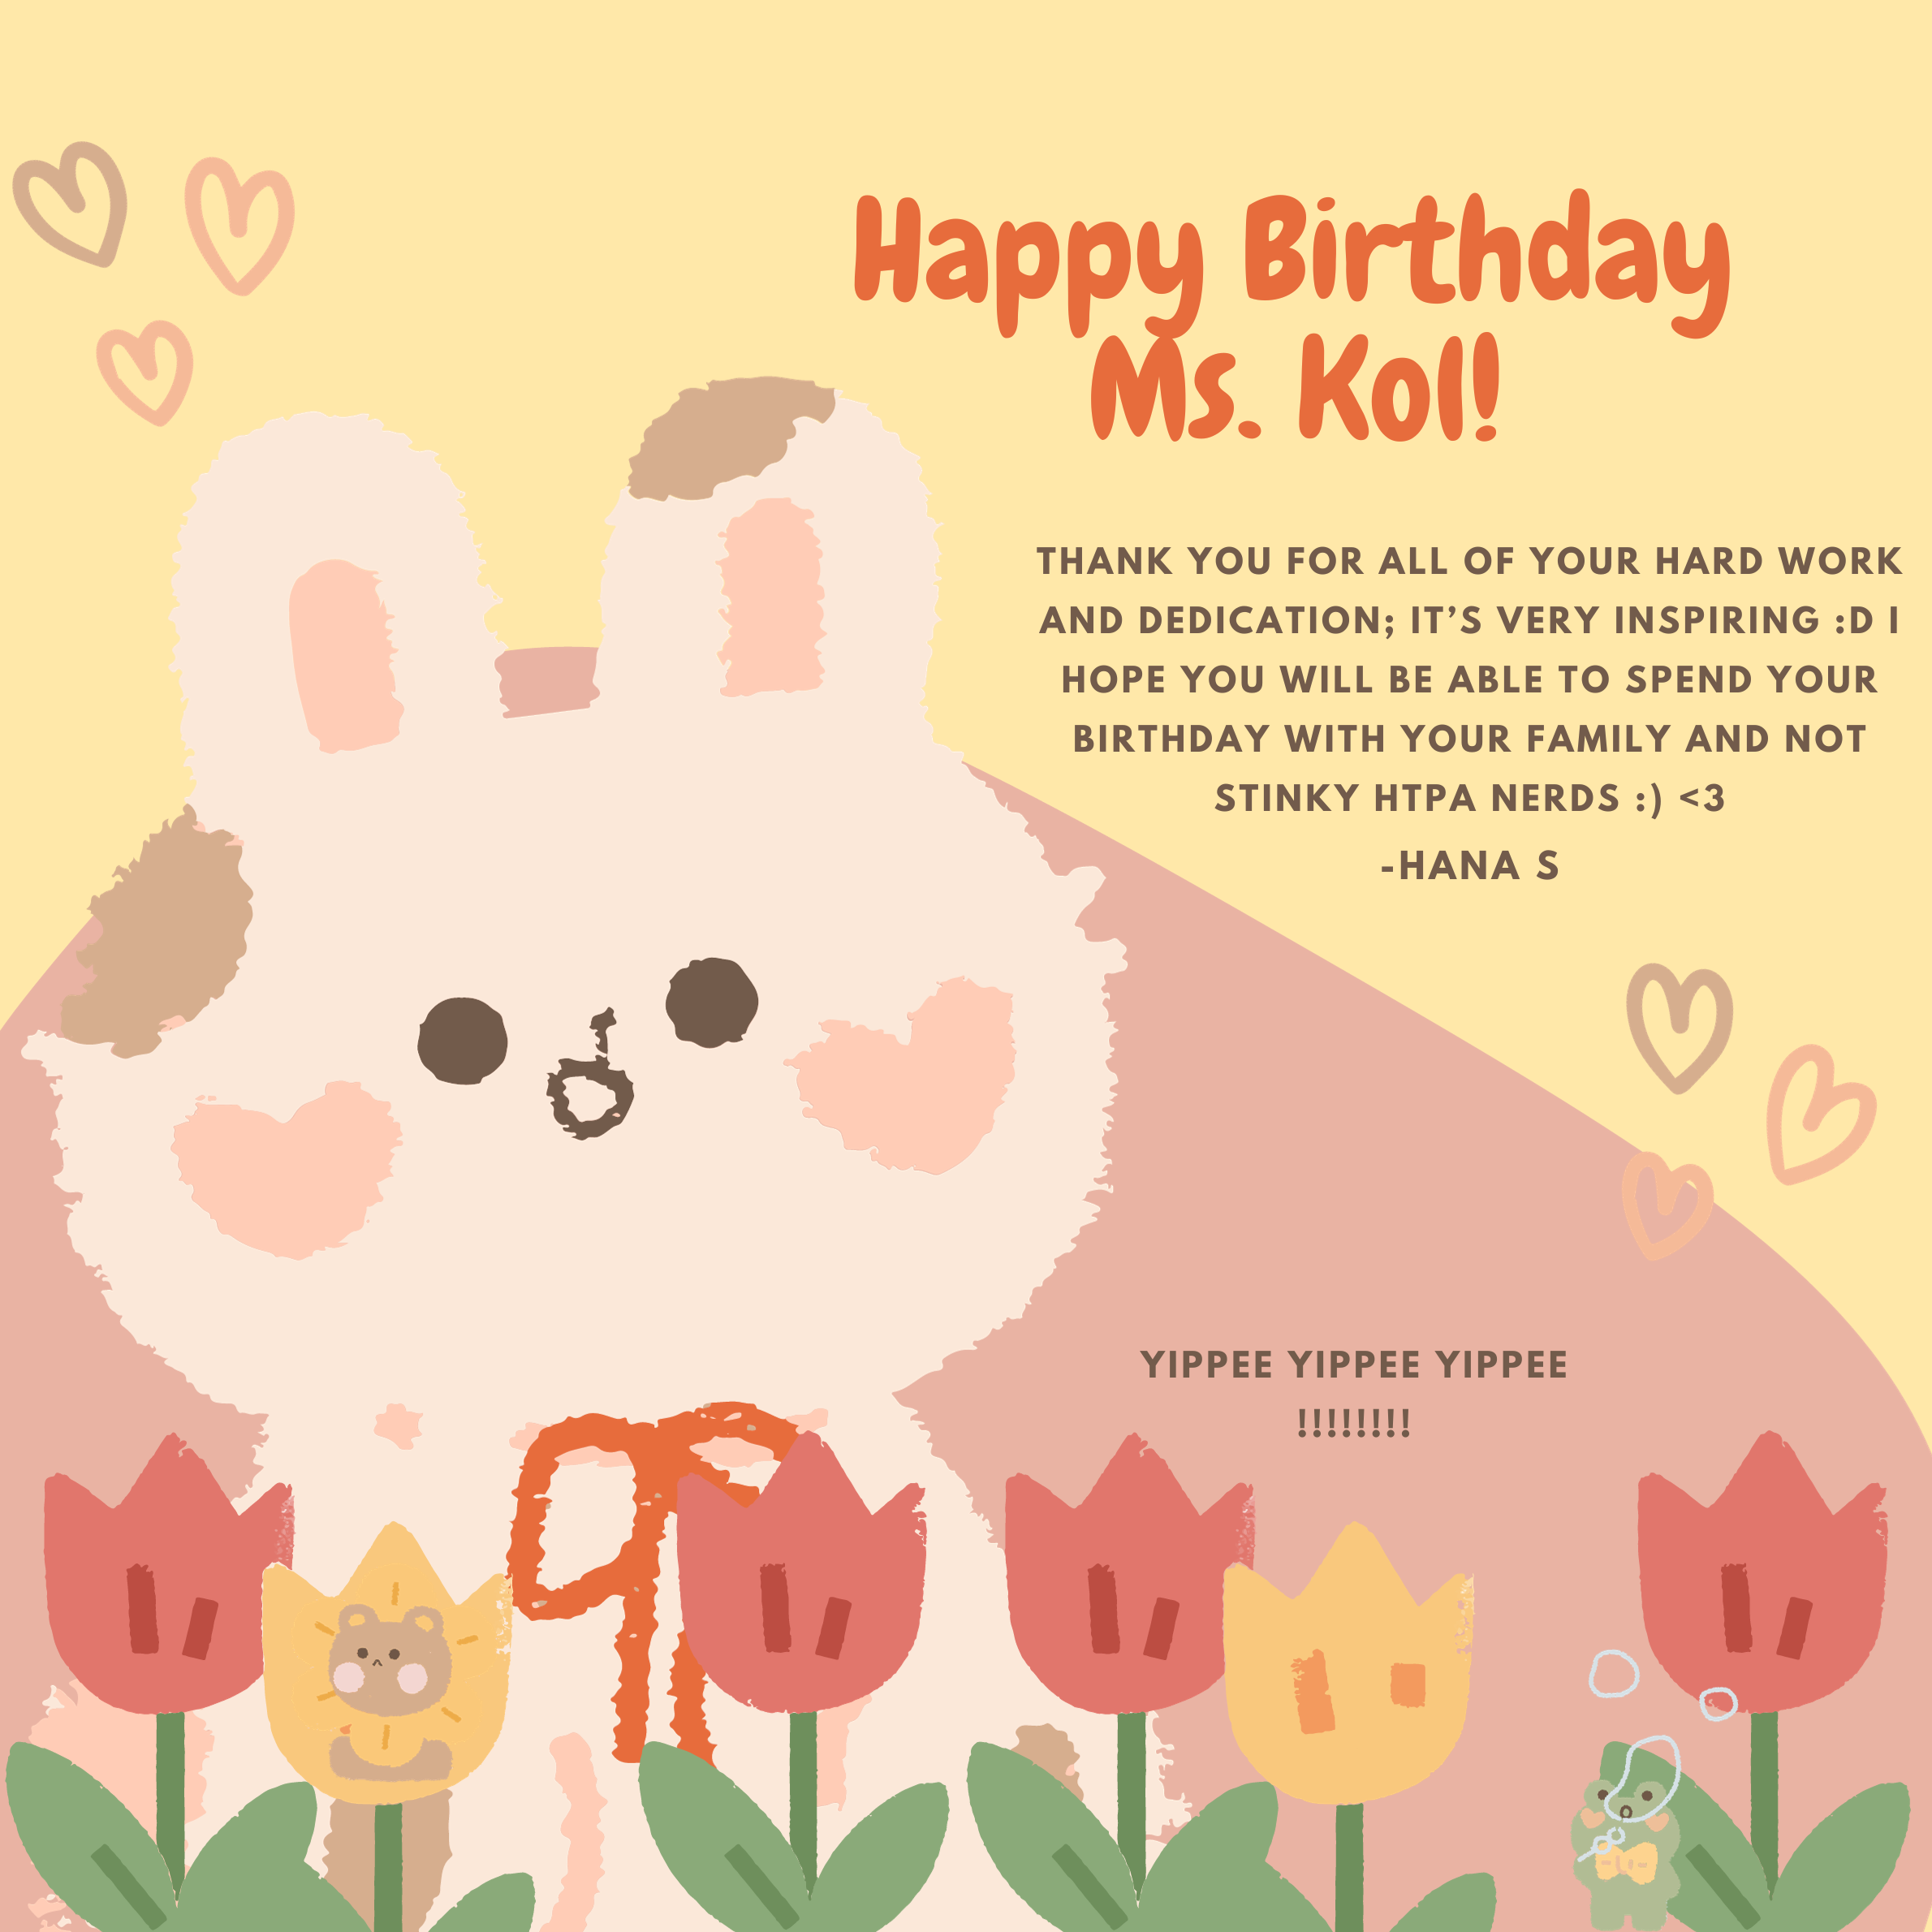 Happy Birthday
Ms. Kol!
THANK YOU FOR ALL OF YOUR HARD WORK
AND DEDICATION; IT’S VERY INSPIRING :D I
HOPE YOU WILL BE ABLE TO SPEND YOUR
BIRTHDAY WITH YOUR FAMILY AND NOT
STINKY HTPA NERDS :) <3
-HANA S
YIPPEE YIPPEE YIPPEE
!!!!!!!!